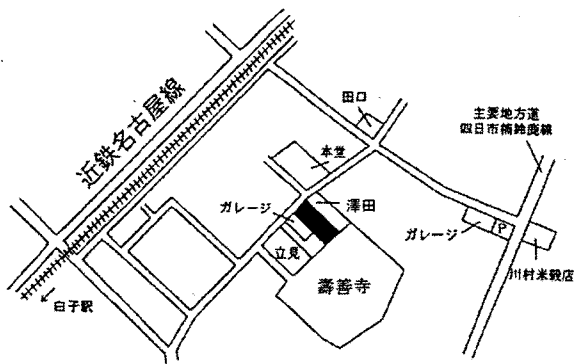 近鉄名古屋線
田口
主要地方道
四日市楠鈴鹿線
本堂
ガレージ
澤田
立見
壽善寺
ガレージ
P
川村米穀店
白子駅